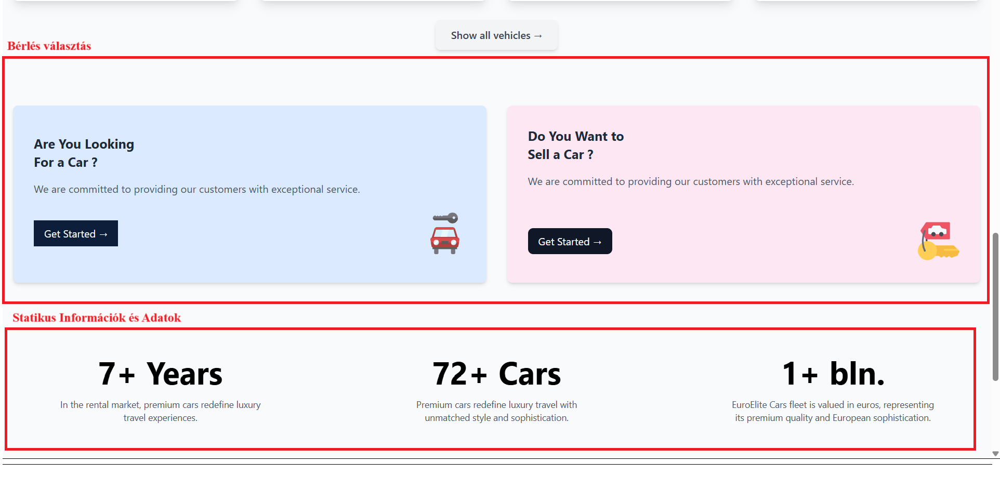 Show all vehicles →
Bérlés választás
Are You Looking
For a Car ?
We are committed to providing our customers with exceptional service.
Get Started →
Do You Want to
Sell a Car ?
We are committed to providing our customers with exceptional service.
Get Started →
Statikus Információk és Adatok
7+ Years
In the rental market, premium cars redefine luxury
travel experiences.
72+ Cars
Premium cars redefine luxury travel with
unmatched style and sophistication.
1+ bln.
EuroElite Cars fleet is valued in euros, representing
its premium quality and European sophistication.